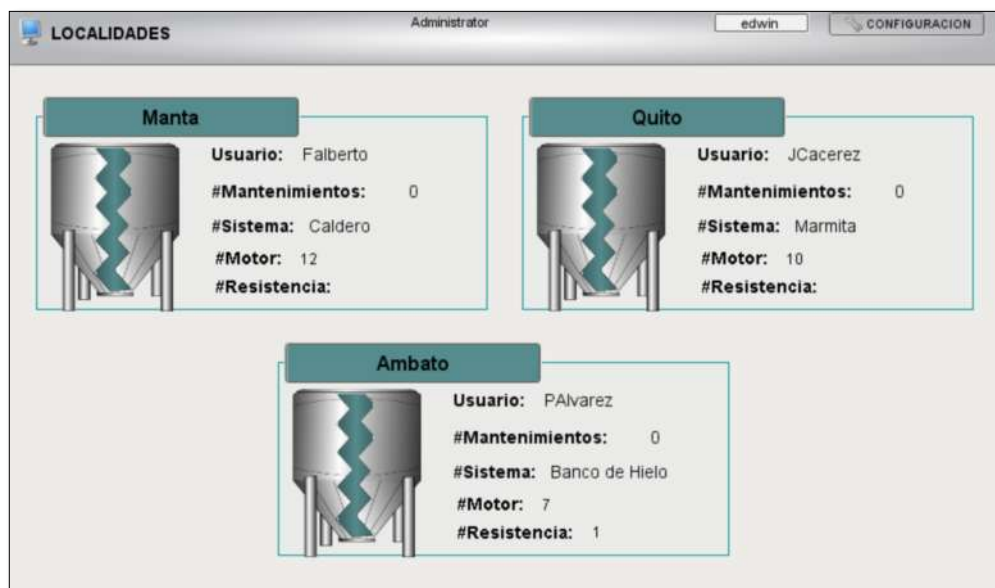 LOCALIDADES
Administrator
edwin
CONFIGURACION
Manta
Usuario: Falberto
#Mantenimientos: 0
#Sistema: Caldero
#Motor: 12
#Resistencia:
Quito
Usuario: JCacerez
#Mantenimientos: 0
#Sistema: Marmita
#Motor: 10
#Resistencia:
Ambato
Usuario: PAlvarez
#Mantenimientos: 0
#Sistema: Banco de Hielo
#Motor: 7
#Resistencia: 1